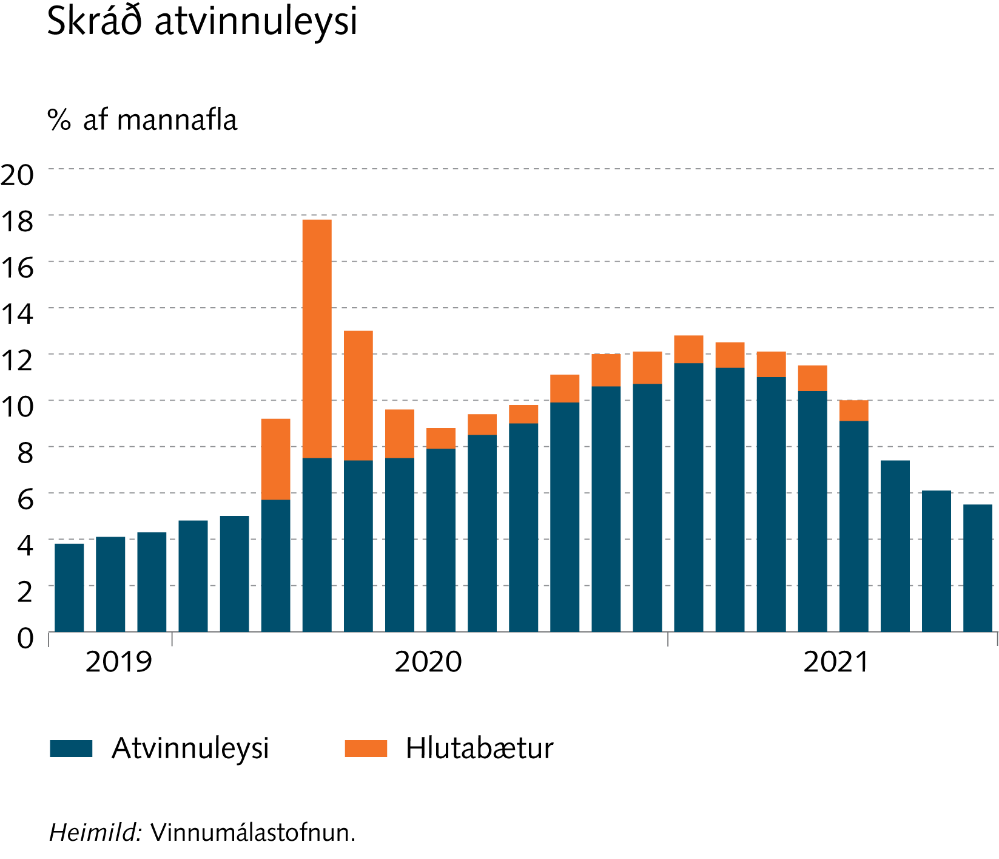 Skráð atvinnuleysi
% af mannafla
20
18
16
14
12
10
8
6
4
2
0
2019 2020 2021
Atvinnuleysi Hlutabætur
Heimild: Vinnumálastofnun.